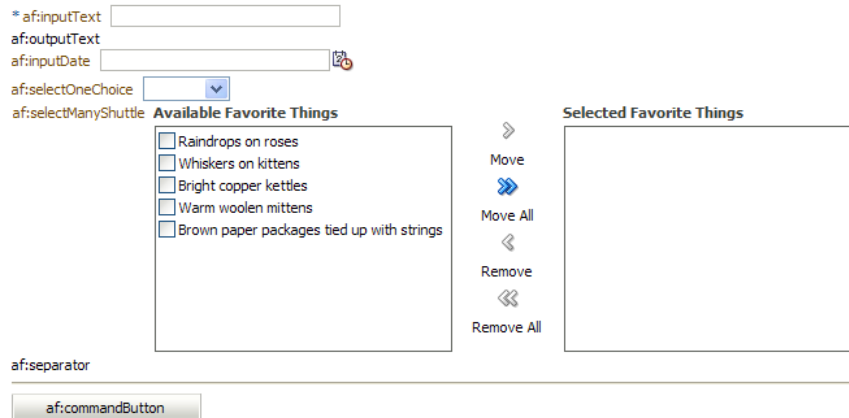 * af:inputText
af:outputText
af:inputDate
af:selectOneChoice
af:selectManyShuttle Available Favorite Things Selected Favorite Things
Raindrops on roses
Whiskers on kittens
Move
Bright copper kettles
Warm woolen mittens
Move All
Brown paper packages tied up with strings
Remove
Remove All
af:separator
af:commandButton